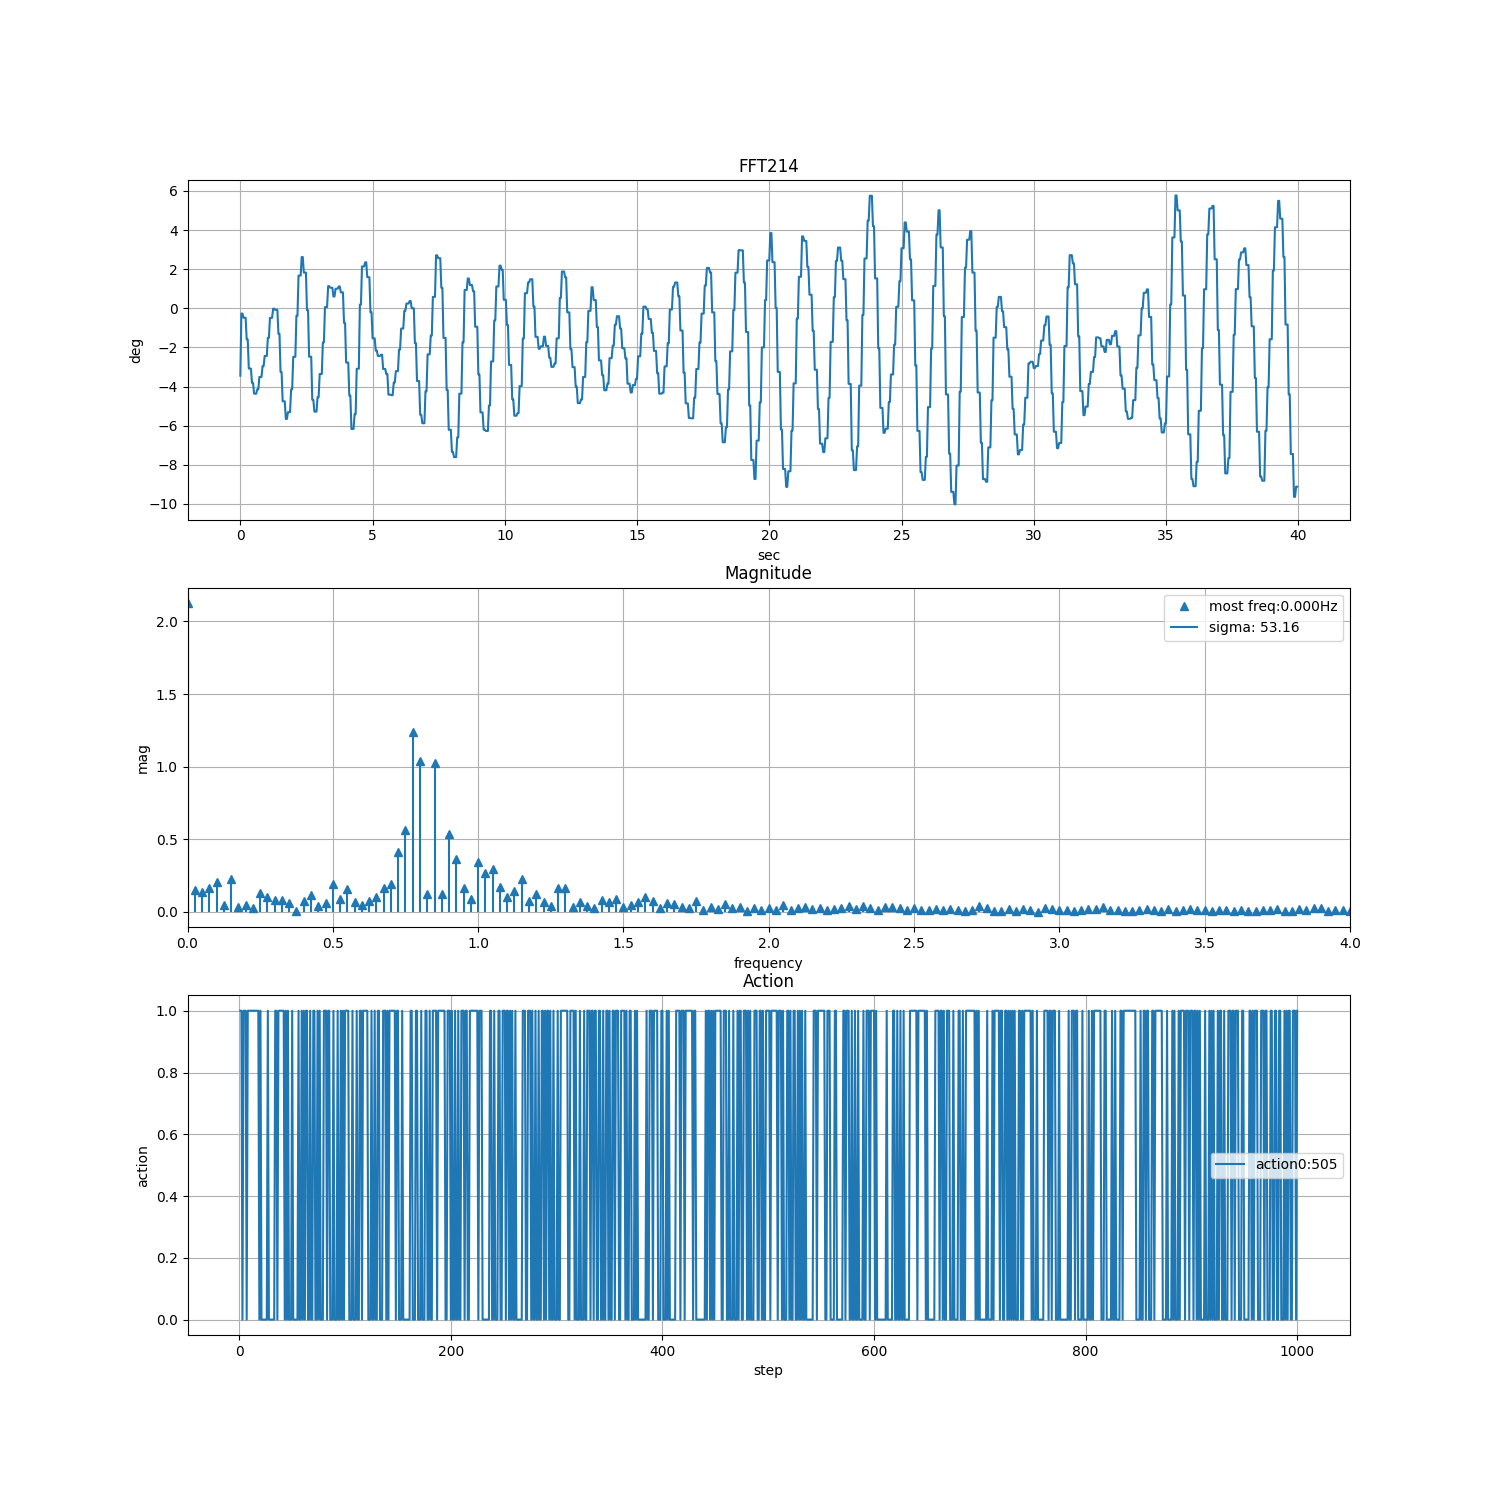 FFT214
6
4
2
0
−2
−4
−6
−8
−10
deg
0 5 10 15 20 25 30 35 40
sec
Magnitude
2.0
1.5
1.0
0.5
0.0
mag
most freq:0.000Hz
sigma: 53.16
0.0 0.5 1.0 1.5 2.0 2.5 3.0 3.5 4.0
frequency
Action
1.0
0.8
0.6
0.4
0.2
0.0
action
action0:505
0 200 400 600 800 1000
step